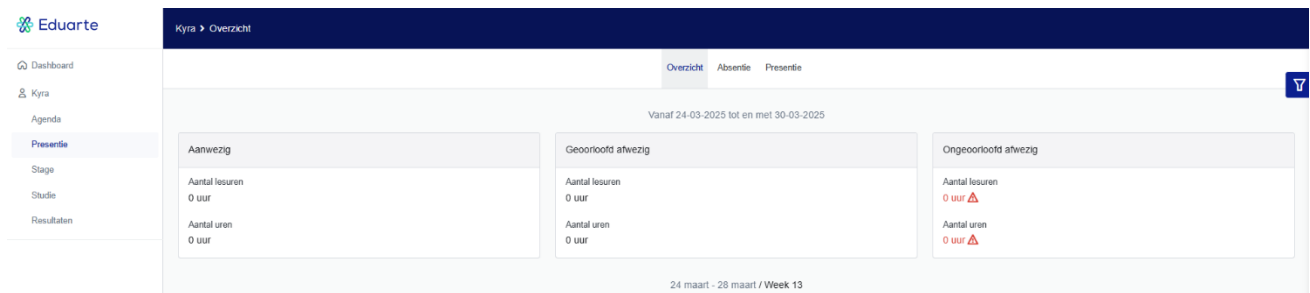 Eduarte
Kyra > Overzicht
Dashboard
Kyra
Agenda
Presentie
Stage
Studie
Resultaten
Overzicht Absentie Presentie
Vanaf 24-03-2025 tot en met 30-03-2025
Aanwezig
Aantal lesuren
0 uur
Aantal uren
0 uur
Geoorloofd afwezig
Aantal lesuren
0 uur
Aantal uren
0 uur
Ongeoorloofd afwezig
Aantal lesuren
0 uur
Aantal uren
0 uur
24 maart - 28 maart / Week 13